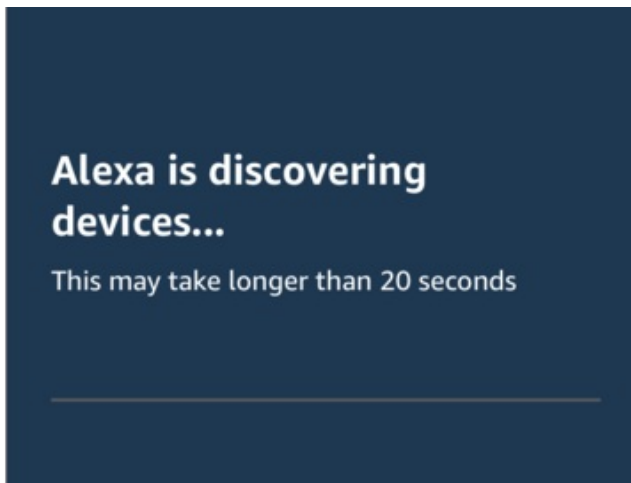 Alexa is discovering
devices...
This may take longer than 20 seconds